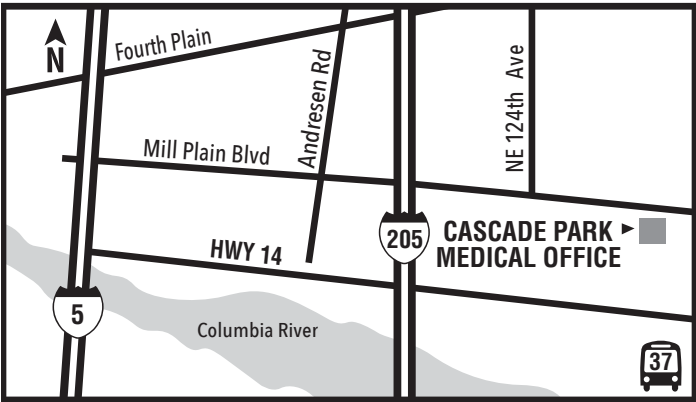 N
Fourth Plain
Andresen Rd
NE 124th Ave
Mill Plain Blvd
HWY 14
205
CASCADE PARK
MEDICAL OFFICE
5
Columbia River
37